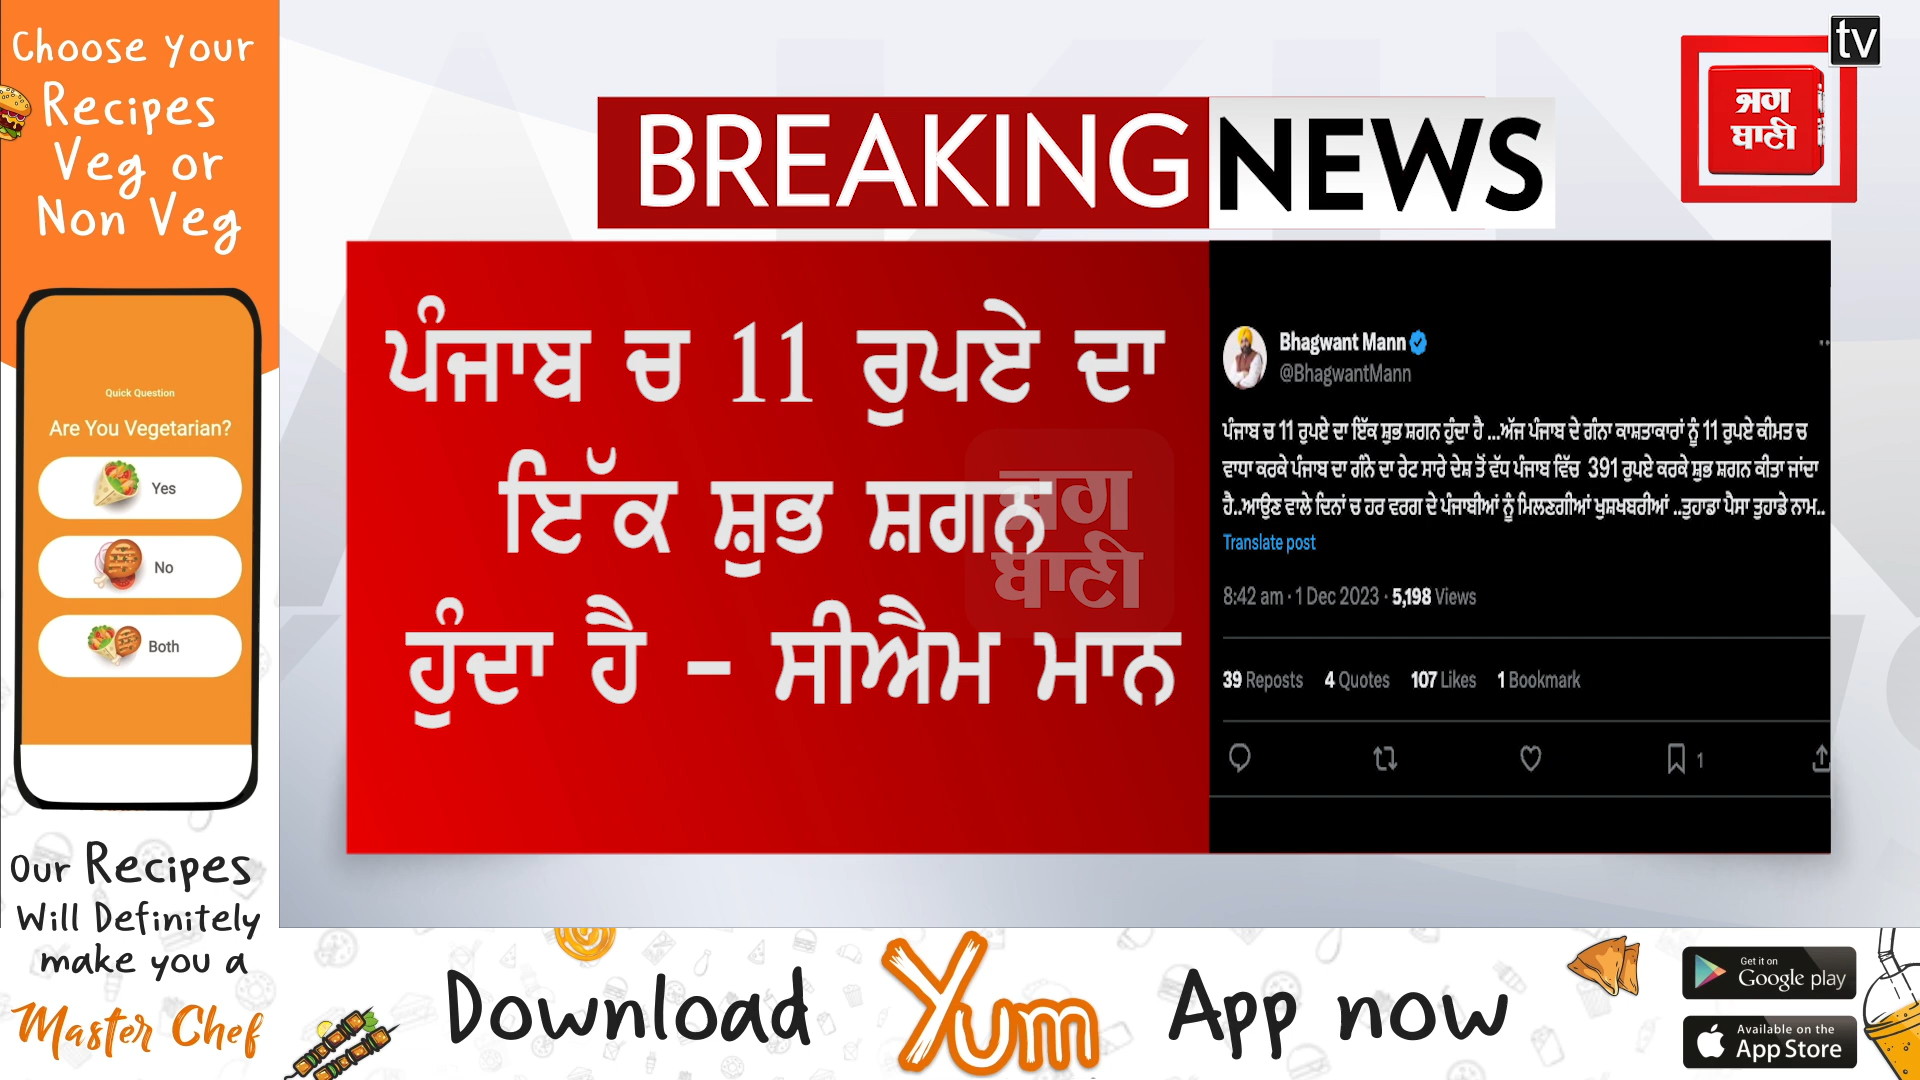 Choose Your
Recipes
Veg or
Non Veg
Quick Question
Are You Vegetarian?
Yes
No
Both
Our Recipes
Will Definitely
make you a
Master Chef
BREAKING NEWS
tv
ਜਗ
ਬਾਣੀ
ਪੰਜਾਬ ਚ 11 ਰੁਪਏ ਦਾ
ਇੱਕ ਸ਼ੁਭ ਸ਼ਗਨ
ਹੁੰਦਾ ਹੈ - ਸੀਐਮ ਮਾਨ
ਜਗ
ਬਾਣੀ
Bhagwant Mann
@BhagwantMann
ਪੰਜਾਬ ਚ 11 ਰੁਪਏ ਦਾ ਇੱਕ ਸ਼ੁਭ ਸ਼ਗਨ ਹੁੰਦਾ ਹੈ ...ਅੱਜ ਪੰਜਾਬ ਦੇ ਗੰਨਾ ਕਾਸ਼ਤਾਕਾਰਾਂ ਨੂੰ 11 ਰੁਪਏ ਕੀਮਤ ਚ
ਵਾਧਾ ਕਰਕੇ ਪੰਜਾਬ ਦਾ ਗੰਨੇ ਦਾ ਰੇਟ ਸਾਰੇ ਦੇਸ਼ ਤੋਂ ਵੱਧ ਪੰਜਾਬ ਵਿੱਚ 391 ਰੁਪਏ ਕਰਕੇ ਸ਼ੁਭ ਸ਼ਗਨ ਕੀਤਾ ਜਾਂਦਾ
ਹੈ..ਆਉਣ ਵਾਲੇ ਦਿਨਾਂ ਚ ਹਰ ਵਰਗ ਦੇ ਪੰਜਾਬੀਆਂ ਨੂੰ ਮਿਲਣਗੀਆਂ ਖੁਸ਼ਖਬਰੀਆਂ ..ਤੁਹਾਡਾ ਪੈਸਾ ਤੁਹਾਡੇ ਨਾਮ..
Translate post
8:42 am · 1 Dec 2023 · 5,198 Views
39 Reposts 4 Quotes 107 Likes 1 Bookmark
1
Download Yum App now
Get it on
Google play
Available on the
App Store